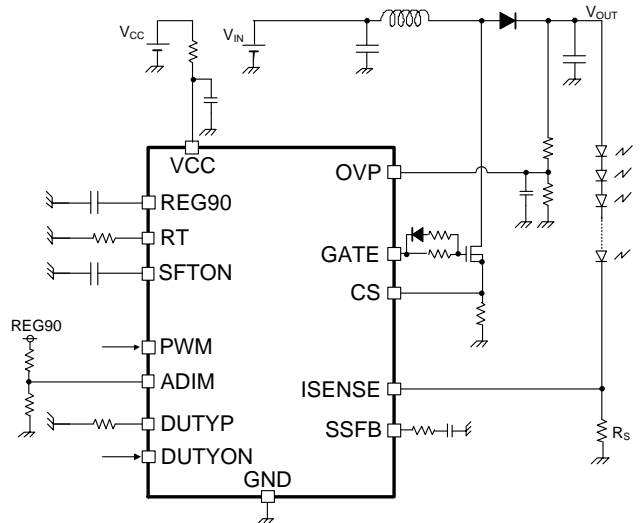 VCC
VIN
VOUT
VCC
OVP
REG90
RT
GATE
SFTON
CS
REG90
PWM
ADIM
ISENSE
DUTYP
SSFB
RS
DUTYON
GND